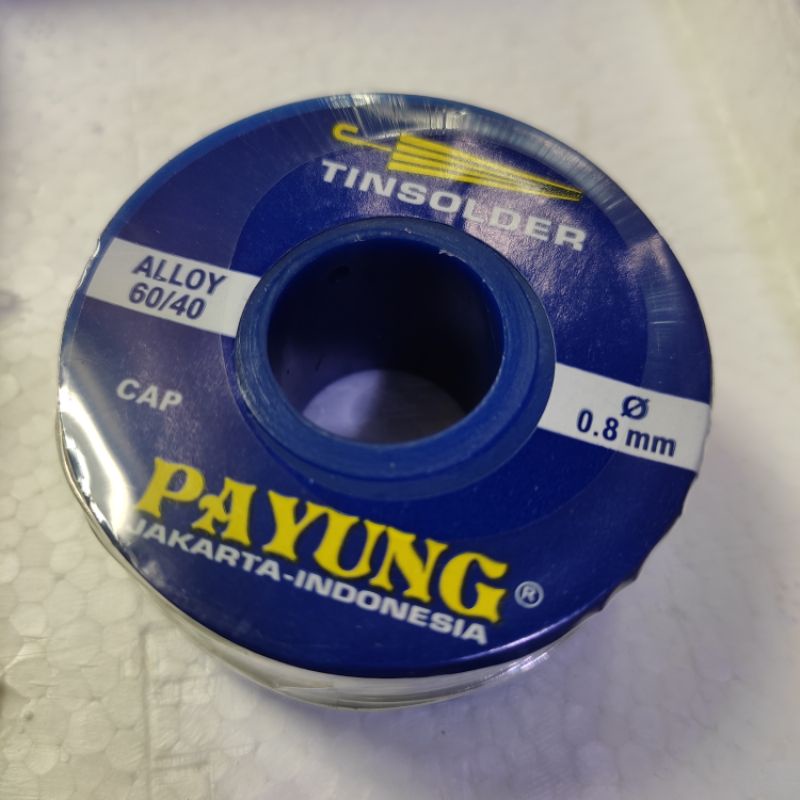 TINSOLDER
ALLOY
60/40
Ø
0.8 mm
CAP
PAYUNG®
JAKARTA-INDONESIA